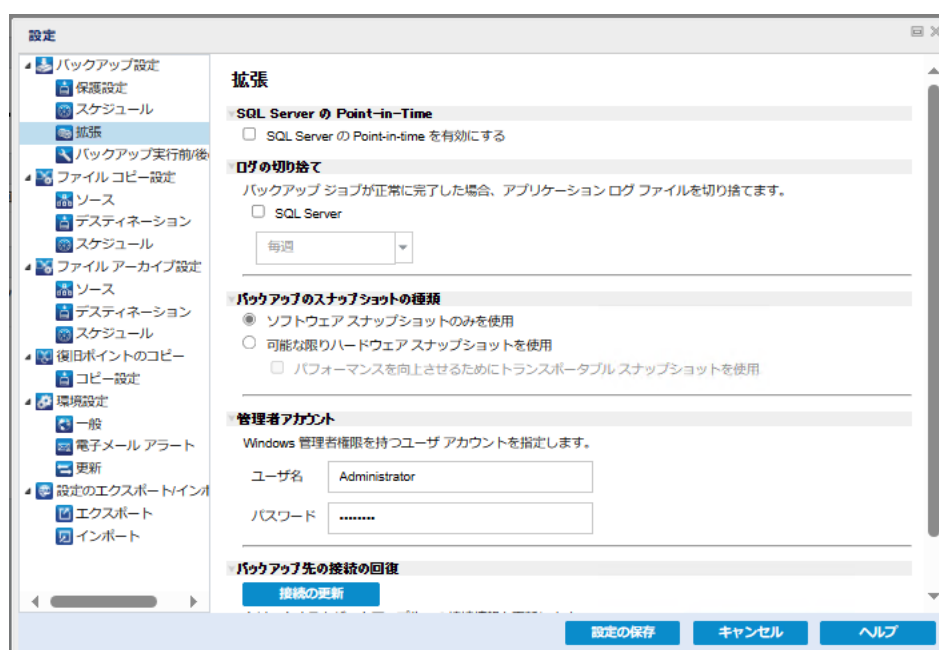 設定
バックアップ設定
保護設定
スケジュール
拡張
バックアップ実行前/後
ファイル コピー設定
ソース
デスティネーション
スケジュール
ファイル アーカイブ設定
ソース
デスティネーション
スケジュール
復旧ポイントのコピー
コピー設定
環境設定
一般
電子メール アラート
更新
設定のエクスポート/インポ
エクスポート
インポート
拡張
SQL Server の Point-in-Time
SQL Server の Point-in-time を有効にする
ログの切り捨て
バックアップ ジョブが正常に完了した場合、アプリケーション ログ ファイルを切り捨てます。
SQL Server
毎週
バックアップのスナップショットの種類
ソフトウェア スナップショットのみを使用
可能な限りハードウェア スナップショットを使用
パフォーマンスを向上させるためにトランスポータブル スナップショットを使用
管理者アカウント
Windows 管理者権限を持つユーザ アカウントを指定します。
ユーザ名 Administrator
パスワード ••••••••
バックアップ先の接続の回復
接続の更新
設定の保存 キャンセル ヘルプ